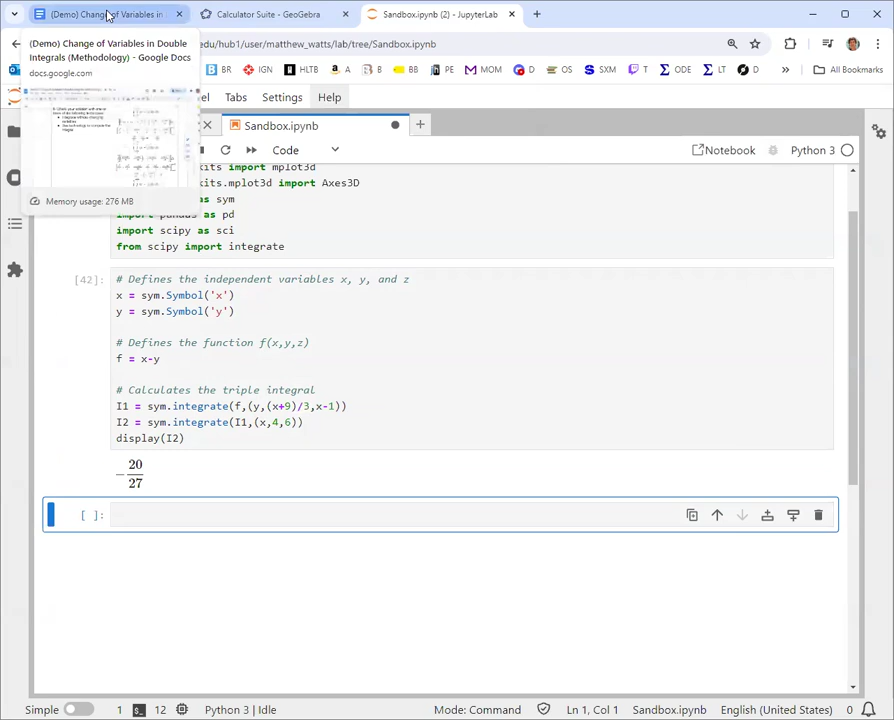 (Demo) Change of Variables in
Calculator Suite - GeoGebra
Sandbox.ipynb (2) - JupyterLab
edu/hub1/user/matthew_watts/lab/tree/Sandbox.ipynb
(Demo) Change of Variables in Double
Integrals (Methodology) - Google Docs
docs.google.com
Memory usage: 276 MB
BR
IGN
HLTB
A
B
PE
MOM
D
OS
SXM
T
ODE
LT
D
All Bookmarks
el
Tabs
Settings
Help
Sandbox.ipynb
Code
Notebook
Python 3
kits import mplot3d
kits.mplot3d import Axes3D
as sym
import pandas as pd
import scipy as sci
from scipy import integrate
[42]:
# Defines the independent variables x, y, and z
x = sym.Symbol('x')
y = sym.Symbol('y')
# Defines the function f(x,y,z)
f = x-y
# Calculates the triple integral
I1 = sym.integrate(f,(y,(x+9)/3,x-1))
I2 = sym.integrate(I1,(x,4,6))
display(I2)
− 20
27
[ ]:
Simple
1
12
Python 3 | Idle
Mode: Command
Ln 1, Col 1
Sandbox.ipynb
English (United States)
0